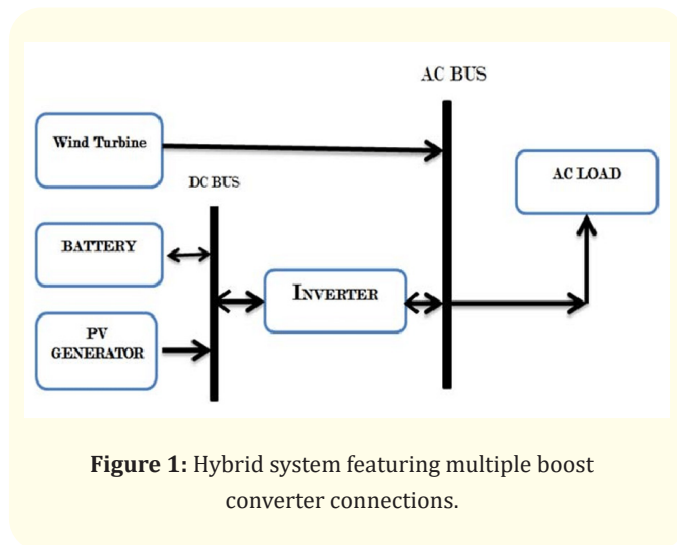 AC BUS
Wind Turbine
DC BUS
AC LOAD
BATTERY
INVERTER
PV
GENERATOR
Figure 1: Hybrid system featuring multiple boost
converter connections.